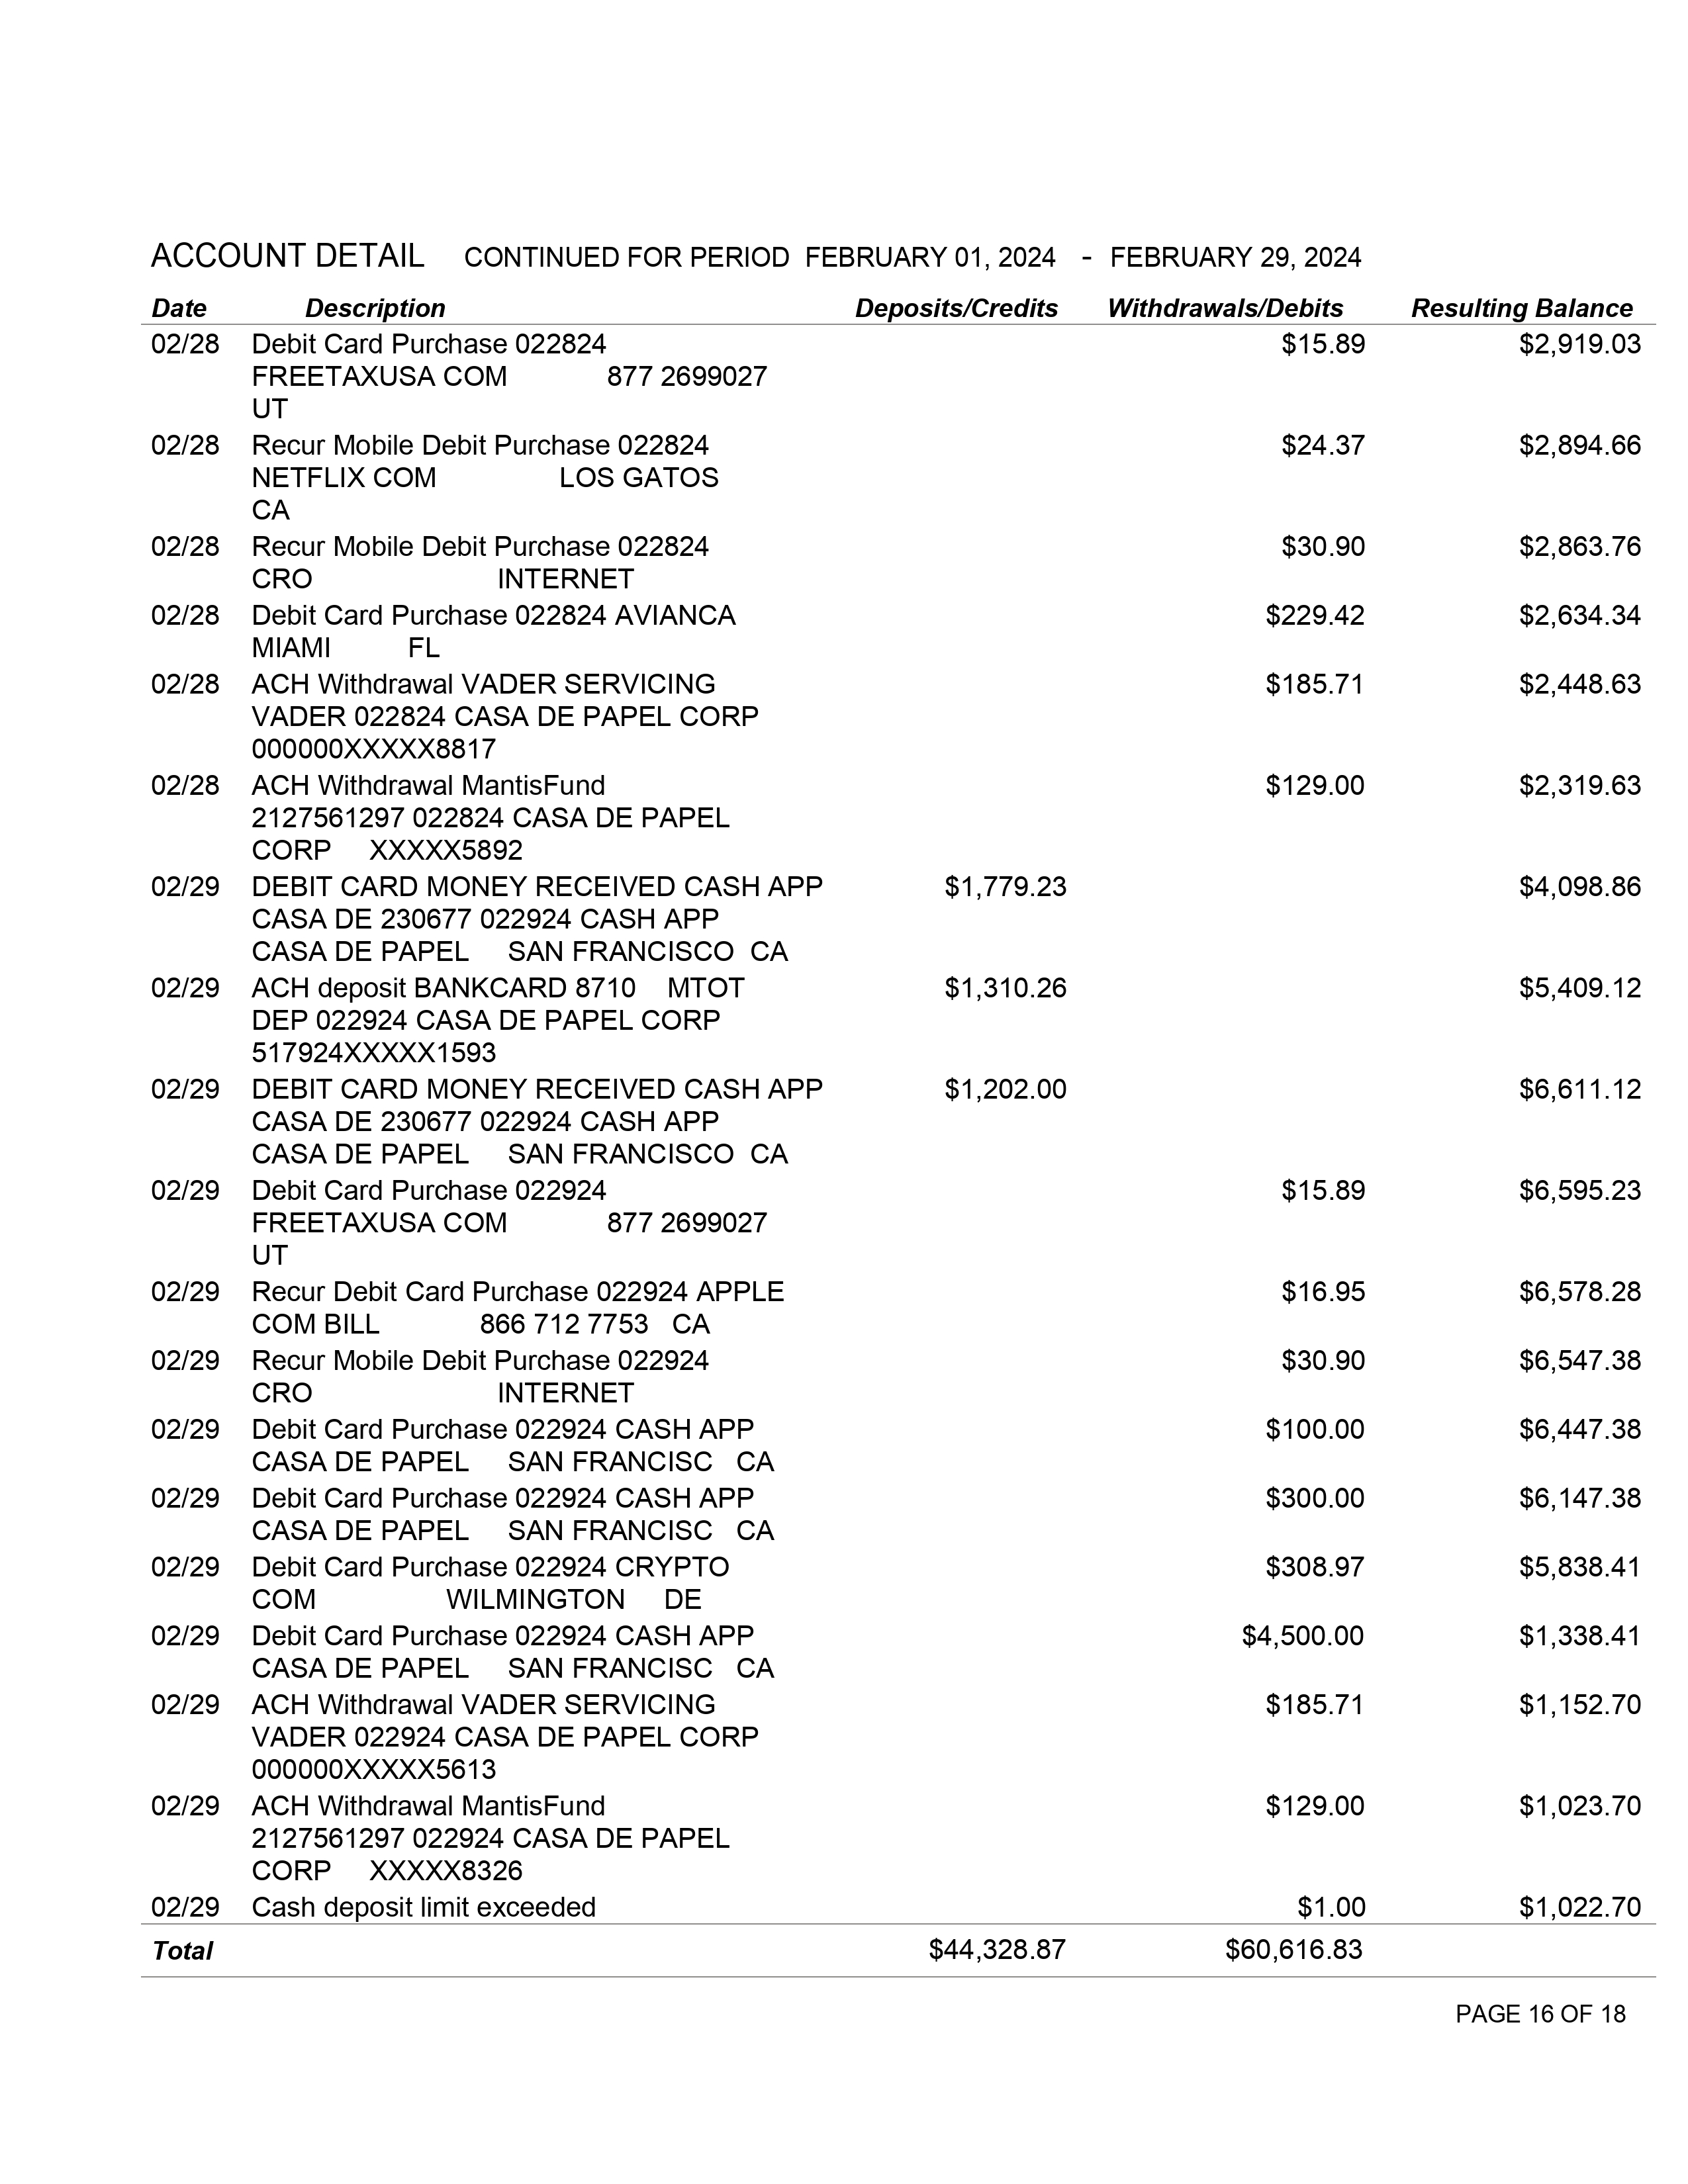 ACCOUNT DETAIL CONTINUED FOR PERIOD FEBRUARY 01, 2024 - FEBRUARY 29, 2024
Date Description Deposits/Credits Withdrawals/Debits Resulting Balance
02/28 Debit Card Purchase 022824 $15.89 $2,919.03
FREETAXUSA COM 877 2699027
UT
02/28 Recur Mobile Debit Purchase 022824 $24.37 $2,894.66
NETFLIX COM LOS GATOS
CA
02/28 Recur Mobile Debit Purchase 022824 $30.90 $2,863.76
CRO INTERNET
02/28 Debit Card Purchase 022824 AVIANCA $229.42 $2,634.34
MIAMI FL
02/28 ACH Withdrawal VADER SERVICING $185.71 $2,448.63
VADER 022824 CASA DE PAPEL CORP
000000XXXXX8817
02/28 ACH Withdrawal MantisFund $129.00 $2,319.63
2127561297 022824 CASA DE PAPEL
CORP XXXXX5892
02/29 DEBIT CARD MONEY RECEIVED CASH APP $1,779.23 $4,098.86
CASA DE 230677 022924 CASH APP
CASA DE PAPEL SAN FRANCISCO CA
02/29 ACH deposit BANKCARD 8710 MTOT $1,310.26 $5,409.12
DEP 022924 CASA DE PAPEL CORP
517924XXXXX1593
02/29 DEBIT CARD MONEY RECEIVED CASH APP $1,202.00 $6,611.12
CASA DE 230677 022924 CASH APP
CASA DE PAPEL SAN FRANCISCO CA
02/29 Debit Card Purchase 022924 $15.89 $6,595.23
FREETAXUSA COM 877 2699027
UT
02/29 Recur Debit Card Purchase 022924 APPLE $16.95 $6,578.28
COM BILL 866 712 7753 CA
02/29 Recur Mobile Debit Purchase 022924 $30.90 $6,547.38
CRO INTERNET
02/29 Debit Card Purchase 022924 CASH APP $100.00 $6,447.38
CASA DE PAPEL SAN FRANCISC CA
02/29 Debit Card Purchase 022924 CASH APP $300.00 $6,147.38
CASA DE PAPEL SAN FRANCISC CA
02/29 Debit Card Purchase 022924 CRYPTO $308.97 $5,838.41
COM WILMINGTON DE
02/29 Debit Card Purchase 022924 CASH APP $4,500.00 $1,338.41
CASA DE PAPEL SAN FRANCISC CA
02/29 ACH Withdrawal VADER SERVICING $185.71 $1,152.70
VADER 022924 CASA DE PAPEL CORP
000000XXXXX5613
02/29 ACH Withdrawal MantisFund $129.00 $1,023.70
2127561297 022924 CASA DE PAPEL
CORP XXXXX8326
02/29 Cash deposit limit exceeded $1.00 $1,022.70
Total $44,328.87 $60,616.83
PAGE 16 OF 18